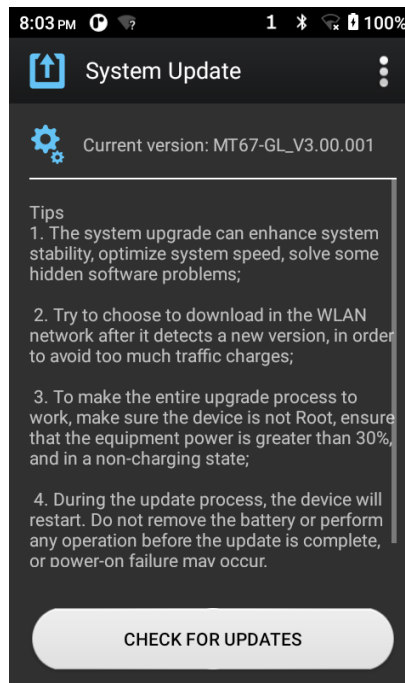 8:03 PM ? 1 100%
System Update
Current version: MT67-GL_V3.00.001
Tips
1. The system upgrade can enhance system
stability, optimize system speed, solve some
hidden software problems;
2. Try to choose to download in the WLAN
network after it detects a new version, in order
to avoid too much traffic charges;
3. To make the entire upgrade process to
work, make sure the device is not Root, ensure
that the equipment power is greater than 30%,
and in a non-charging state;
4. During the update process, the device will
restart. Do not remove the battery or perform
any operation before the update is complete,
or power-on failure may occur.
CHECK FOR UPDATES